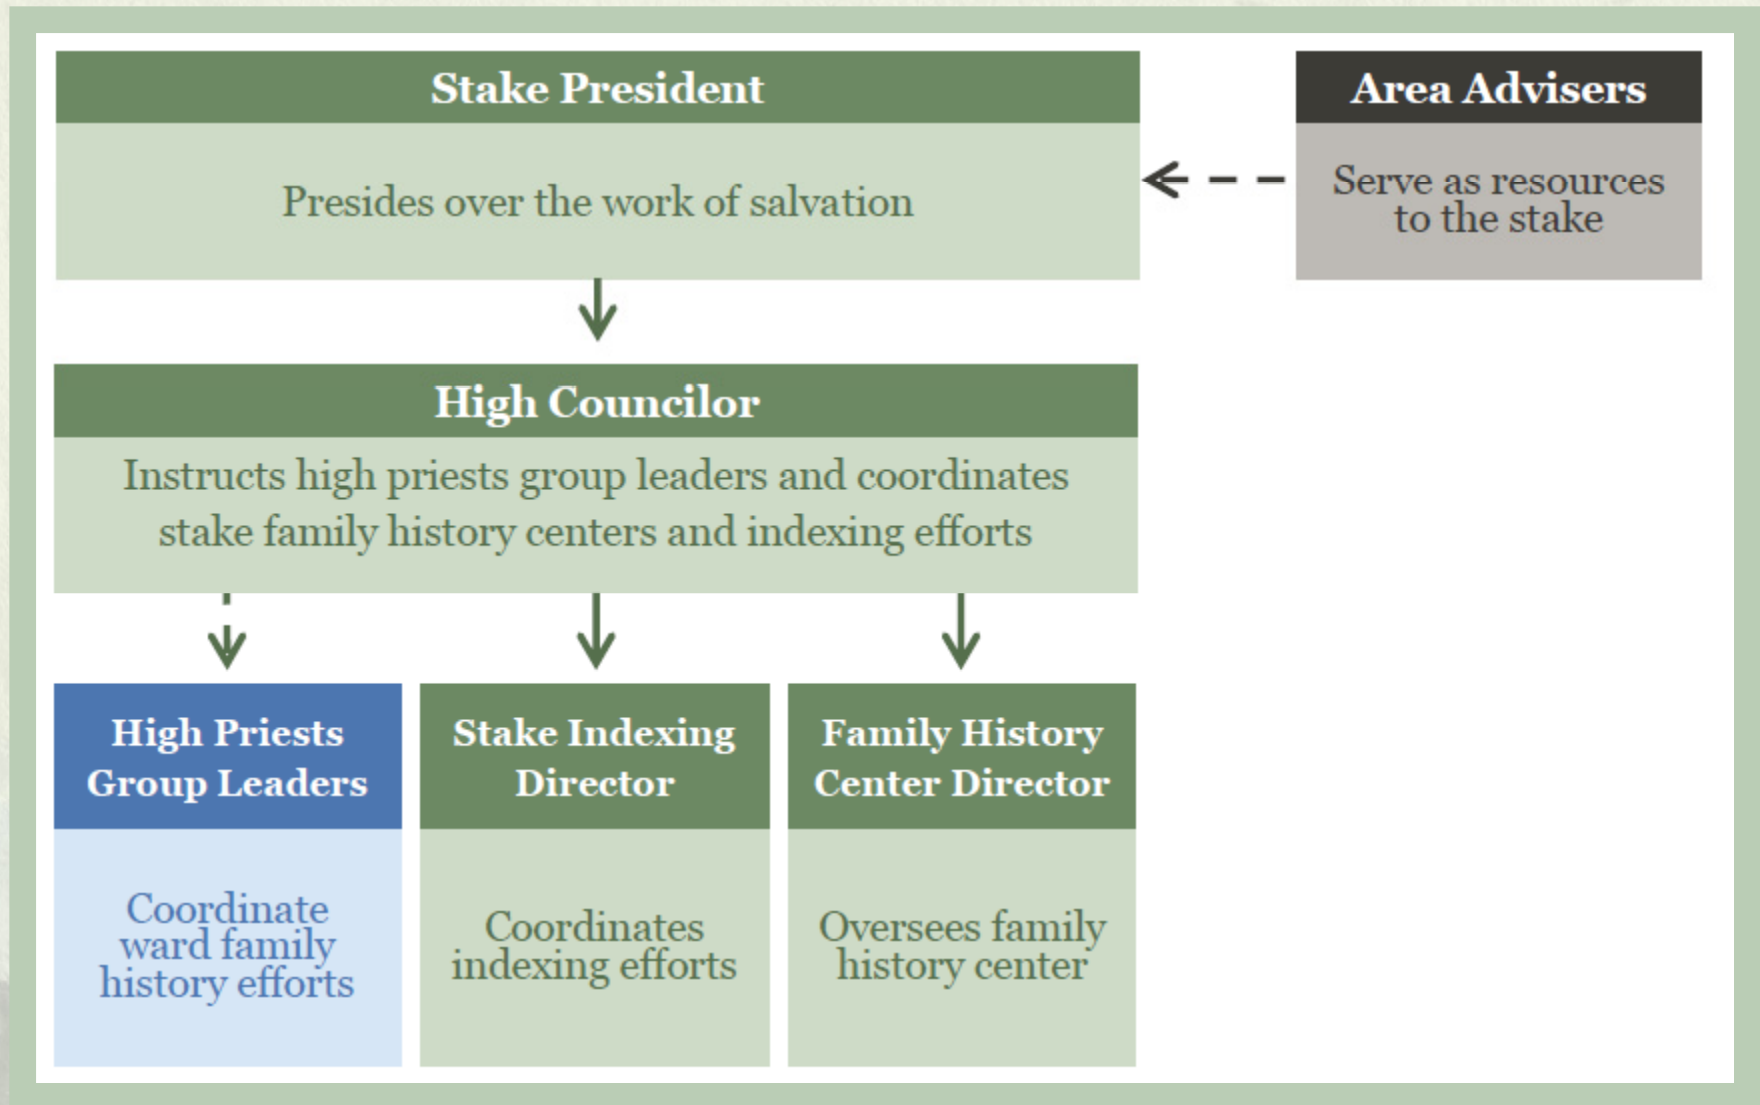 Stake President
Presides over the work of salvation
Area Advisers
Serve as resources
to the stake
High Councilor
Instructs high priests group leaders and coordinates
stake family history centers and indexing efforts
High Priests
Group Leaders
Coordinate
ward family
history efforts
Stake Indexing
Director
Coordinates
indexing efforts
Family History
Center Director
Oversees family
history center